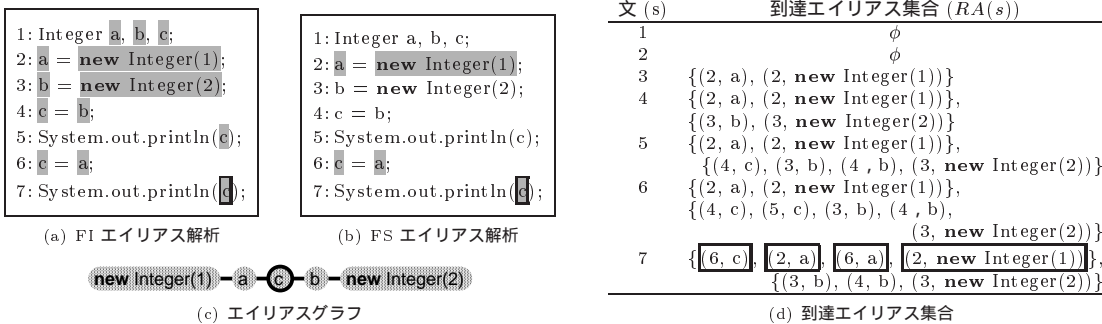 1: Integer a, b, c;
2: a = new Integer(1);
3: b = new Integer(2);
4: c = b;
5: System.out.println(c);
6: c = a;
7: System.out.println(c);
(a) FI エイリアス解析
1: Integer a, b, c;
2: a = new Integer(1);
3: b = new Integer(2);
4: c = b;
5: System.out.println(c);
6: c = a;
7: System.out.println(c);
(b) FS エイリアス解析
new Integer(1) a c b new Integer(2)
(c) エイリアスグラフ
文 (s) 到達エイリアス集合 (RA(s))
1 ϕ
2 ϕ
3 {(2, a), (2, new Integer(1))}
4 {(2, a), (2, new Integer(1)},
{(3, b), (3, new Integer(2))}
5 {(2, a), (2, new Integer(1)},
{(4, c), (3, b), (4 , b), (3, new Integer(2))}
6 {(2, a), (2, new Integer(1)},
{(4, c), (5, c), (3, b), (4 , b),
(3, new Integer(2))}
7 {(6, c), (2, a), (6, a), (2, new Integer(1))},
{(3, b), (4, b), (3, new Integer(2))}
(d) 到達エイリアス集合